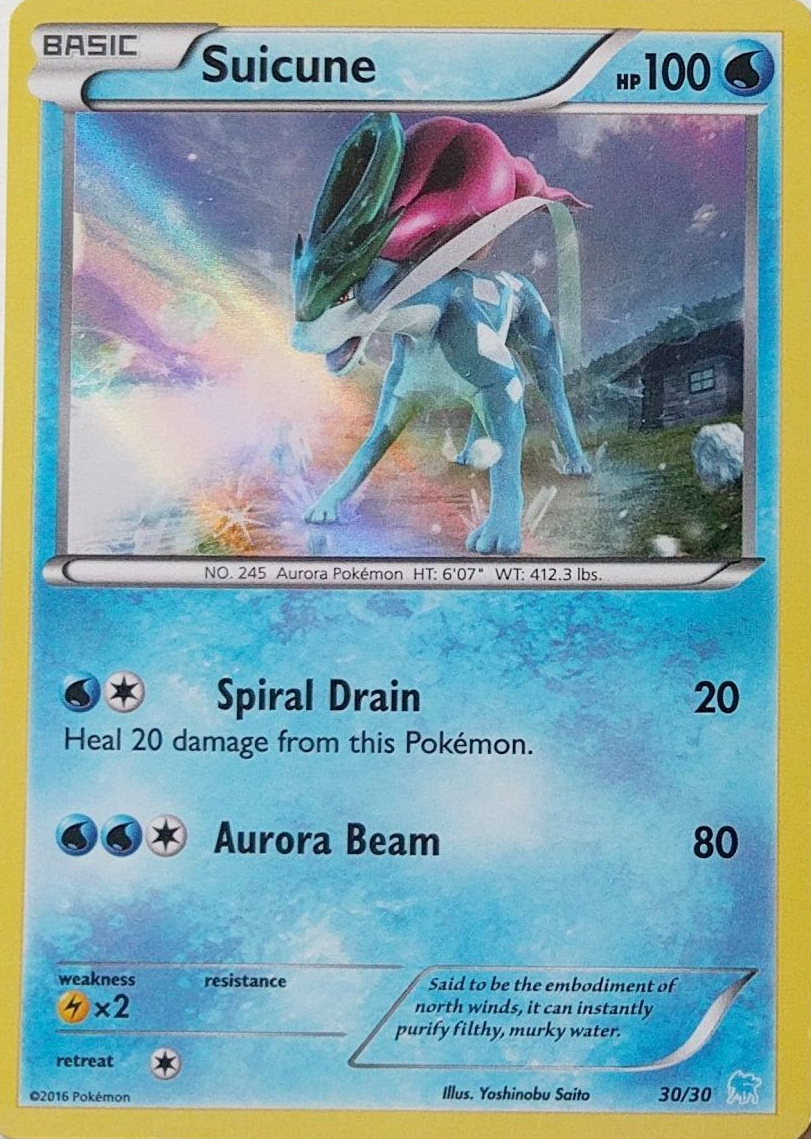 BASIC
Suicune
HP100
NO. 245 Aurora Pokémon HT: 6'07" WT: 412.3 lbs.
Spiral Drain 20
Heal 20 damage from this Pokémon.
Aurora Beam 80
weakness resistance
×2
Said to be the embodiment of
north winds, it can instantly
purify filthy, murky water.
retreat
©2016 Pokémon Illus. Yoshinobu Saito 30/30